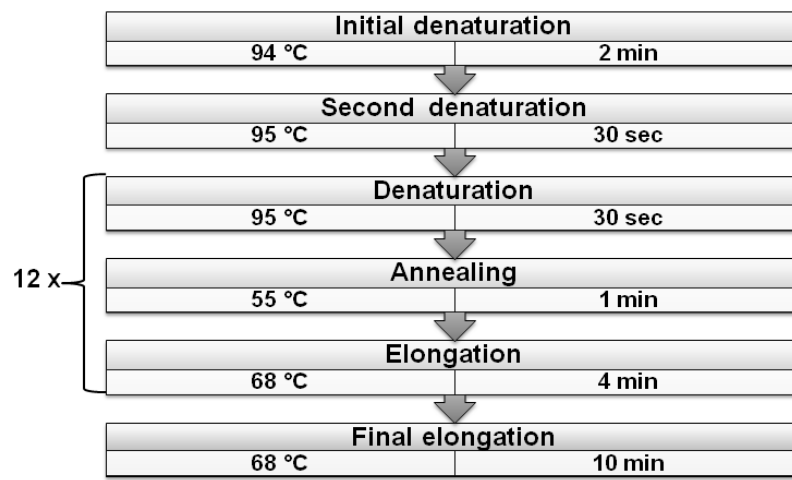 Initial denaturation
94 °C 2 min
Second denaturation
95 °C 30 sec
Denaturation
95 °C 30 sec
12 x
Annealing
55 °C 1 min
Elongation
68 °C 4 min
Final elongation
68 °C 10 min